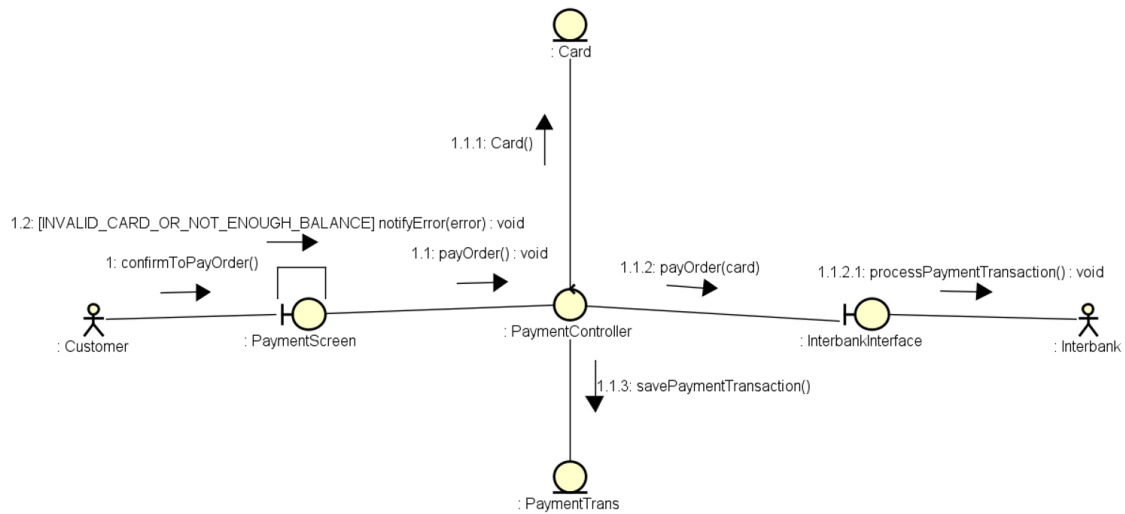 : Card
1.1.1: Card()
1.2: [INVALID_CARD_OR_NOT_ENOUGH_BALANCE] notifyError(error) : void
1: confirmToPayOrder()
1.1: payOrder() : void
1.1.2: payOrder(card)
1.1.2.1: processPaymentTransaction() : void
: Customer
: PaymentScreen
: PaymentController
: InterbankInterface
: Interbank
1.1.3: savePaymentTransaction()
: PaymentTrans